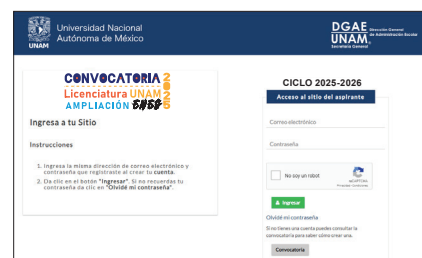 Universidad Nacional
Autónoma de México
UNAM
DGAE Dirección General
de Administración Escolar
UNAM
Secretaría General
CONVOCATORIA
Licenciatura UNAM
AMPLIACIÓN
2025
Ingresa a tu Sitio
Instrucciones
1. Ingresa la misma dirección de correo electrónico y
contraseña que registraste al crear tu cuenta.
2. Da clic en el botón "Ingresar". Si no recuerdas tu
contraseña da clic en "Olvidé mi contraseña".
CICLO 2025-2026
Acceso al sitio del aspirante
Correo electrónico
Contraseña
No soy un robot
reCAPTCHA
Ingresar
Olvidé mi contraseña
Si no tienes una cuenta puedes consultar la
convocatoria para saber cómo crear una.
Convocatoria